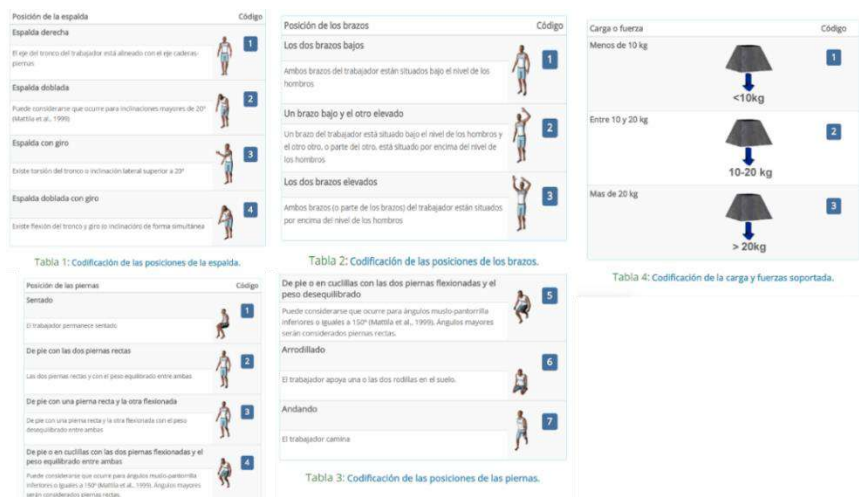 Posición de la espalda Código
Espalda derecha
1
El eje del tronco del trabajador está alineado con el eje caderas-
piernas
Espalda doblada
2
Puede considerarse que ocurre para inclinaciones mayores de 20º
(Mattila et al., 1999)
Espalda con giro
3
Existe torsión del tronco o inclinación lateral superior a 20º
Espalda doblada con giro
4
Existe flexión del tronco y giro (o inclinación) de forma simultánea
Tabla 1: Codificación de las posiciones de la espalda.
Posición de los brazos Código
Los dos brazos bajos
1
Ambos brazos del trabajador están situados bajo el nivel de los
hombros
Un brazo bajo y el otro elevado
2
Un brazo del trabajador está situado bajo el nivel de los hombros y
el otro otro, o parte del otro, está situado por encima del nivel de
los hombros
Los dos brazos elevados
3
Ambos brazos (o parte de los brazos) del trabajador están situados
por encima del nivel de los hombros
Tabla 2: Codificación de las posiciones de los brazos.
Carga o fuerza Código
Menos de 10 kg
1
<10kg
Entre 10 y 20 kg
2
10-20 kg
Mas de 20 kg
3
> 20kg
Tabla 4: Codificación de la carga y fuerzas soportada.
Posición de las piernas Código
Sentado
1
El trabajador permanece sentado
De pie con las dos piernas rectas
2
Las dos piernas rectas y con el peso equilibrado entre ambas
De pie con una pierna recta y la otra flexionada
3
De pie con una pierna recta y la otra flexionada con el peso
desequilibrado entre ambas
De pie o en cuclillas con las dos piernas flexionadas y el
peso equilibrado entre ambas
4
Puede considerarse que ocurre para ángulos muslo-pantorrilla
inferiores o iguales a 150º (Mattila et al., 1999). Ángulos mayores
serán considerados piernas rectas.
De pie o en cuclillas con las dos piernas flexionadas y el
peso desequilibrado
5
Puede considerarse que ocurre para ángulos muslo-pantorrilla
inferiores o iguales a 150º (Mattila et al., 1999). Ángulos mayores
serán considerados piernas rectas.
Arrodillado
6
El trabajador apoya una o las dos rodillas en el suelo.
Andando
7
El trabajador camina
Tabla 3: Codificación de las posiciones de las piernas.